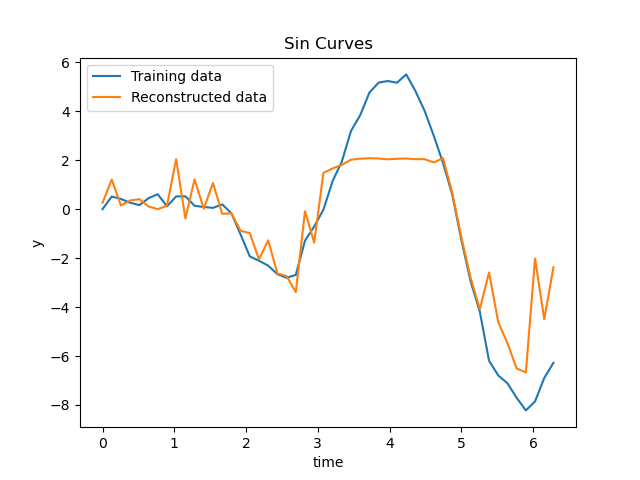 Sin Curves
Training data
Reconstructed data
6
4
2
0
−2
−4
−6
−8
y
0 1 2 3 4 5 6
time